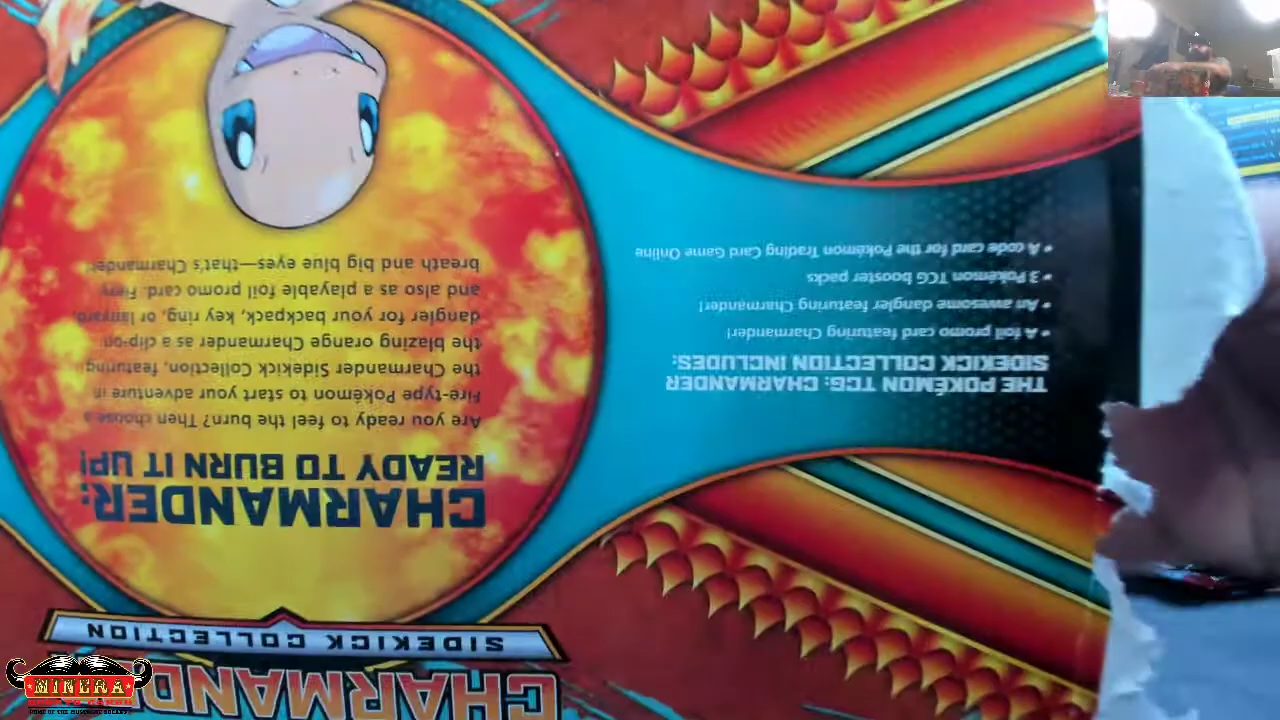 CHARMANDER
SIDEKICK COLLECTION
CHARMANDER:
READY TO BURN IT UP!
Are you ready to feel the burn? Then choose a
Fire-type Pokémon to start your adventure in
the Charmander Sidekick Collection, featuring
the blazing orange Charmander as a clip-on
dangler for your backpack, key ring, or lanyard,
and also as a playable foil promo card. Fiery
breath and big blue eyes—that's Charmander!
THE POKÉMON TCG: CHARMANDER
SIDEKICK COLLECTION INCLUDES:
• A foil promo card featuring Charmander!
• An awesome dangler featuring Charmander!
• 3 Pokémon TCG booster packs
• A code card for the Pokémon Trading Card Game Online
NINERA